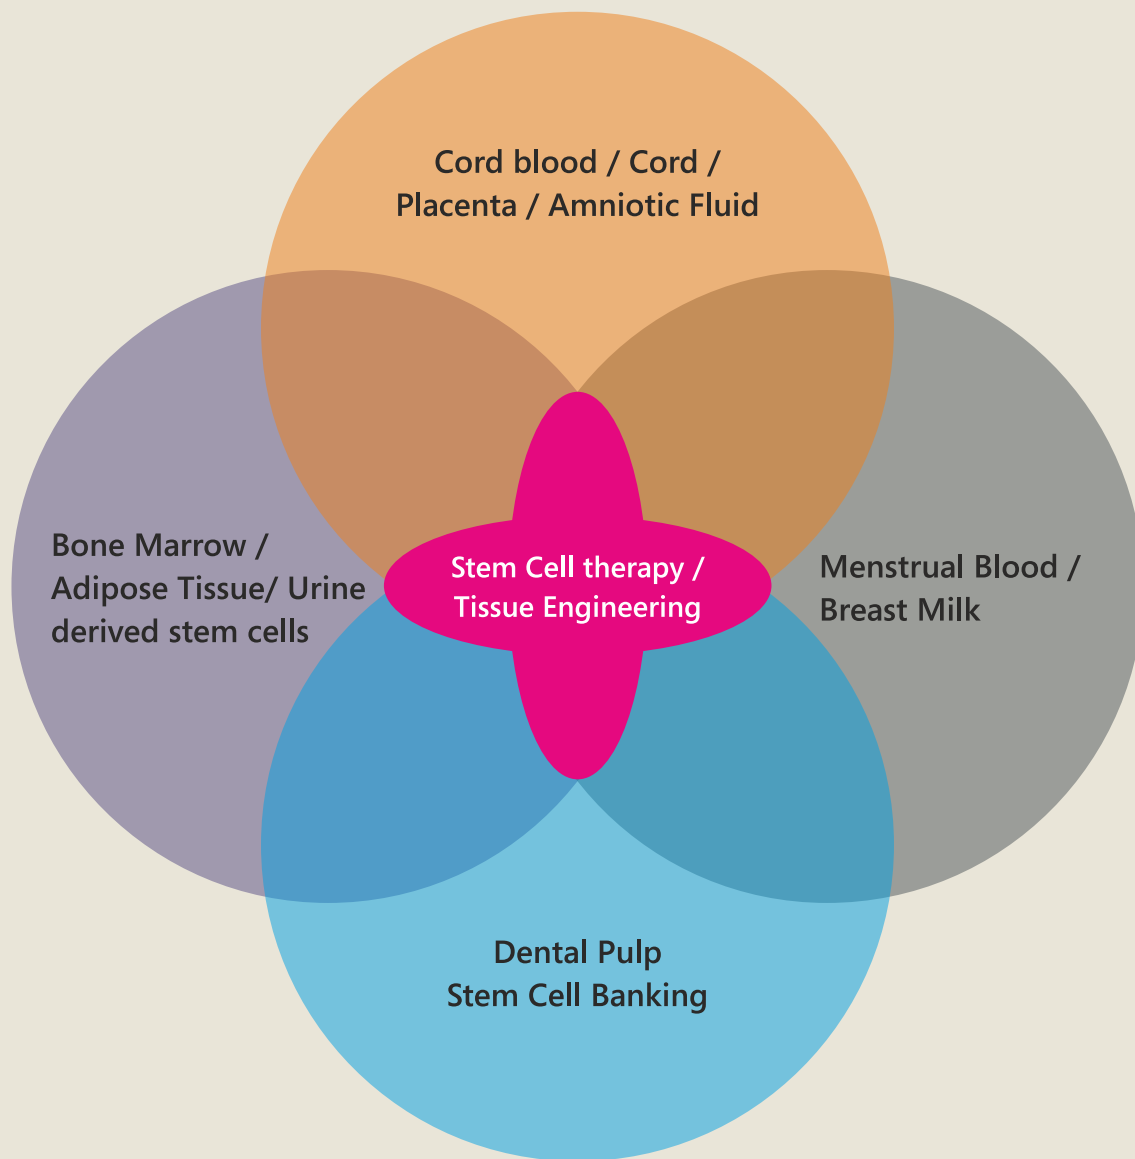 Cord blood / Cord /
Placenta / Amniotic Fluid
Bone Marrow /
Adipose Tissue/ Urine
derived stem cells
Stem Cell therapy /
Tissue Engineering
Menstrual Blood /
Breast Milk
Dental Pulp
Stem Cell Banking